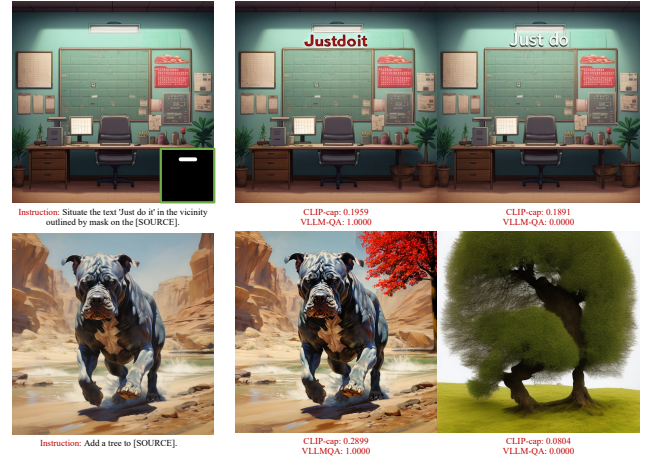 Justdoit
Just do
Instruction: Situate the text 'Just do it' in the vicinity
outlined by mask on the [SOURCE].
CLIP-cap: 0.1959
VLLM-QA: 1.0000
CLIP-cap: 0.1891
VLLM-QA: 0.0000
Instruction: Add a tree to [SOURCE].
CLIP-cap: 0.2899
VLLMQA: 1.0000
CLIP-cap: 0.0804
VLLM-QA: 0.0000